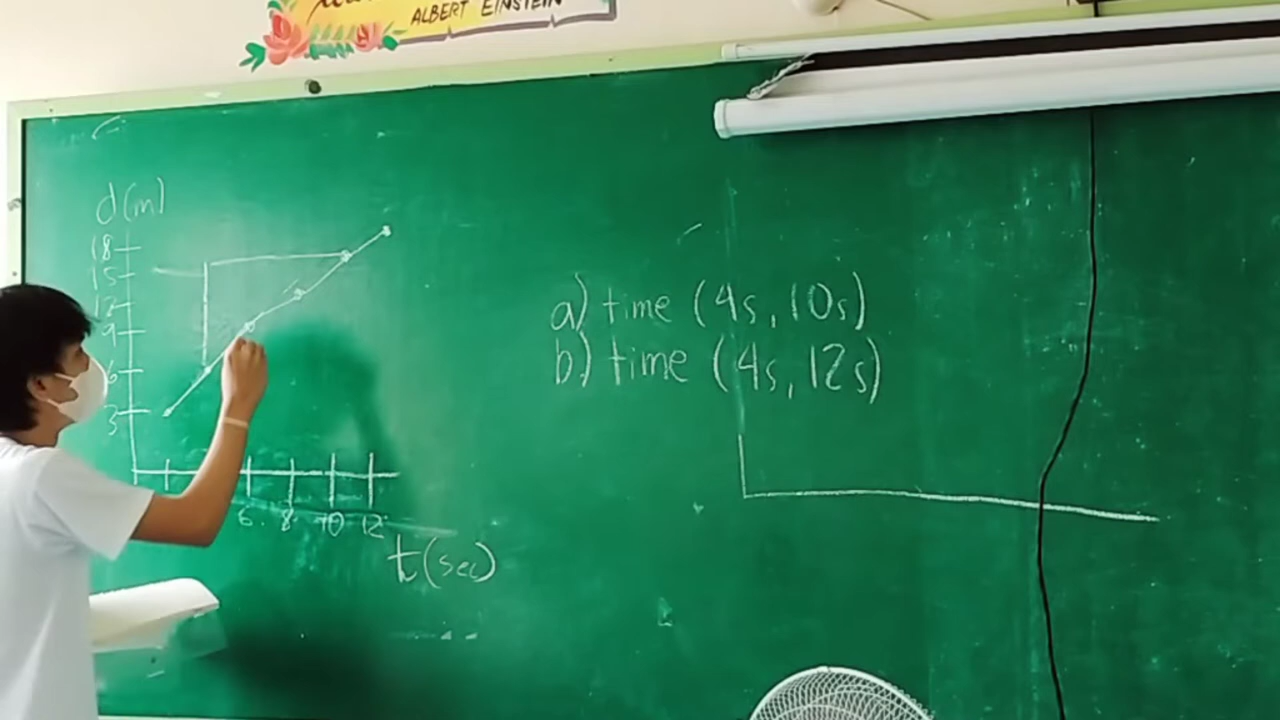 ALBERT EINSTEIN
d(m)
18
15
12
9
6
3
6 8 10 12
t(sec)
a) time (4s, 10s)
b) time (4s, 12s)